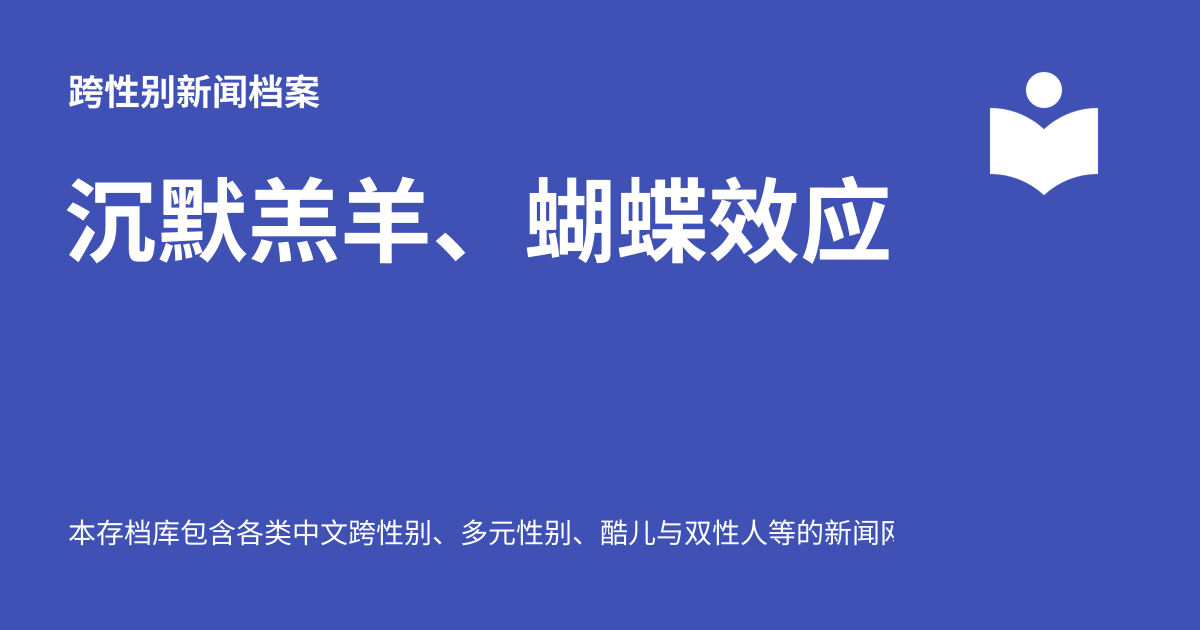 跨性别新闻档案
沉默羔羊、蝴蝶效应
本存档库包含各类中文跨性别、多元性别、酷儿与双性人等的新闻网